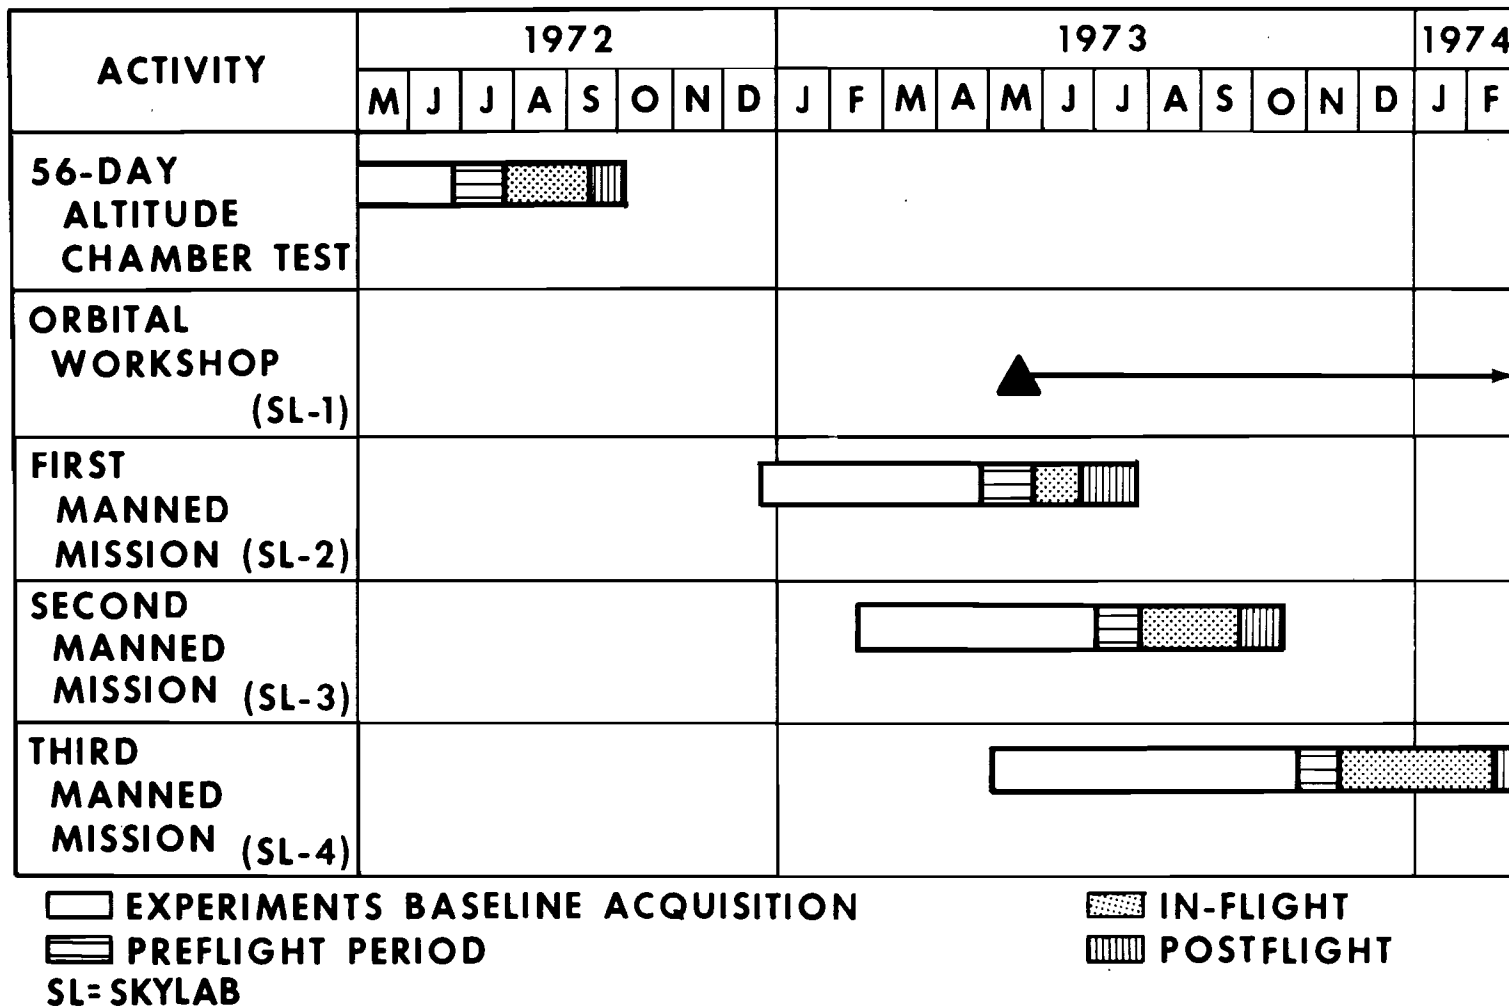 ACTIVITY
1972 1973 1974
M J J A S O N D J F M A M J J A S O N D J F
56-DAY
ALTITUDE
CHAMBER TEST
ORBITAL
WORKSHOP
(SL-1)
FIRST
MANNED
MISSION (SL-2)
SECOND
MANNED
MISSION (SL-3)
THIRD
MANNED
MISSION (SL-4)
EXPERIMENTS BASELINE ACQUISITION
IN-FLIGHT
PREFLIGHT PERIOD
POSTFLIGHT
SL=SKYLAB